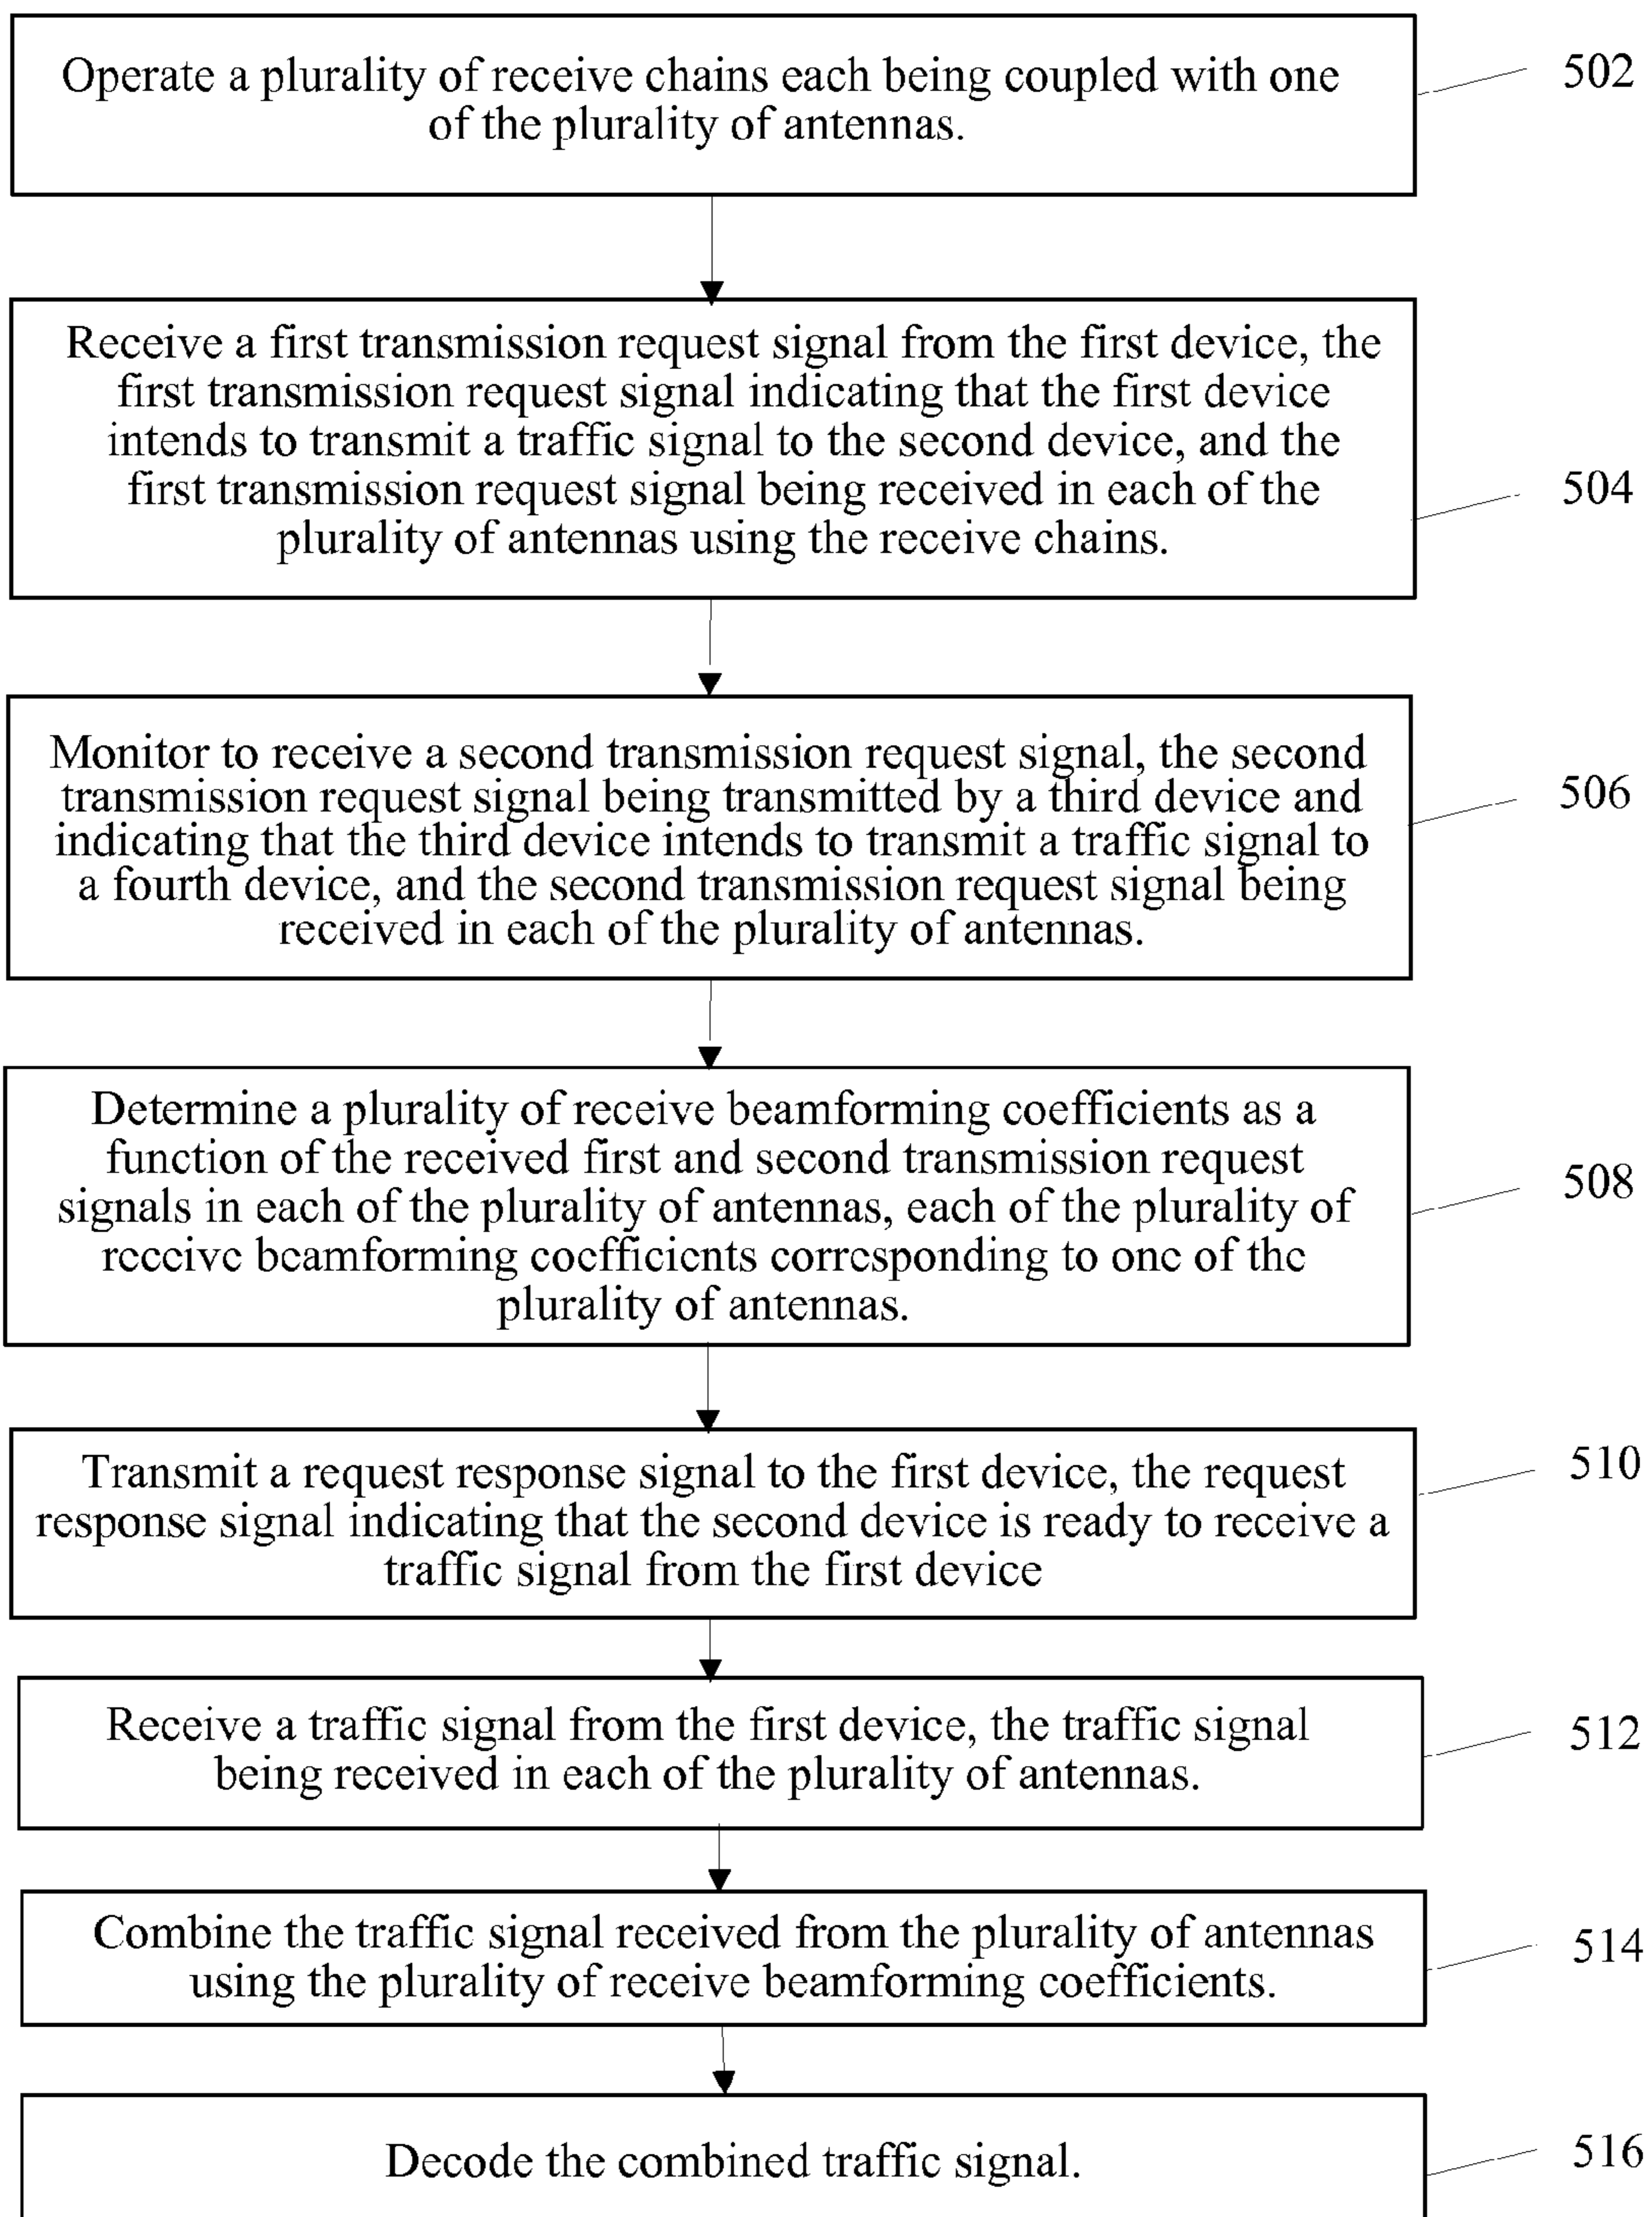 Operate a plurality of receive chains each being coupled with one
of the plurality of antennas.
502
Receive a first transmission request signal from the first device, the
first transmission request signal indicating that the first device
intends to transmit a traffic signal to the second device, and the
first transmission request signal being received in each of the
plurality of antennas using the receive chains.
504
Monitor to receive a second transmission request signal, the second
transmission request signal being transmitted by a third device and
indicating that the third device intends to transmit a traffic signal to
a fourth device, and the second transmission request signal being
received in each of the plurality of antennas.
506
Determine a plurality of receive beamforming coefficients as a
function of the received first and second transmission request
signals in each of the plurality of antennas, each of the plurality of
receive beamforming coefficients corresponding to one of the
plurality of antennas.
508
Transmit a request response signal to the first device, the request
response signal indicating that the second device is ready to receive a
traffic signal from the first device
510
Receive a traffic signal from the first device, the traffic signal
being received in each of the plurality of antennas.
512
Combine the traffic signal received from the plurality of antennas
using the plurality of receive beamforming coefficients.
514
Decode the combined traffic signal.
516